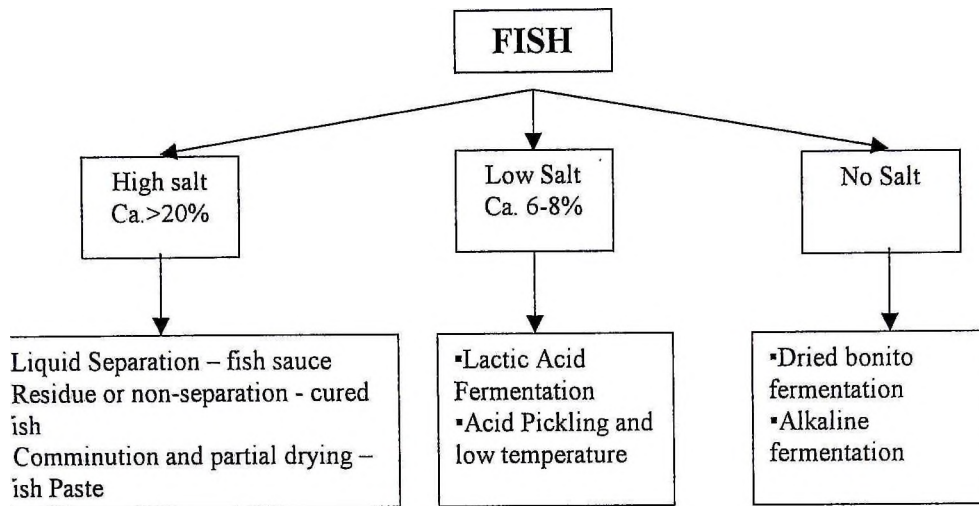 FISH
High salt
Ca.>20%
Low Salt
Ca. 6-8%
No Salt
Liquid Separation – fish sauce
Residue or non-separation - cured
ish
Comminution and partial drying –
ish Paste
▪Lactic Acid
Fermentation
▪Acid Pickling and
low temperature
▪Dried bonito
fermentation
▪Alkaline
fermentation